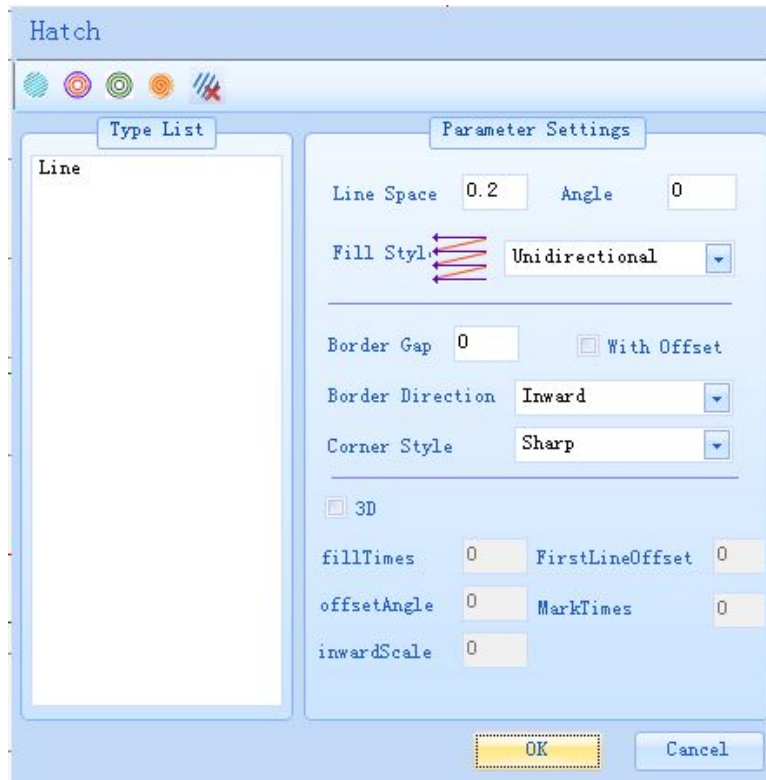 Hatch
Type List
Line
Parameter Settings
Line Space 0.2 Angle 0
Fill Styl Unidirectional
Border Gap 0 With Offset
Border Direction Inward
Corner Style Sharp
3D
fillTimes 0 FirstLineOffset 0
offsetAngle 0 MarkTimes 0
inwardScale 0
OK Cancel